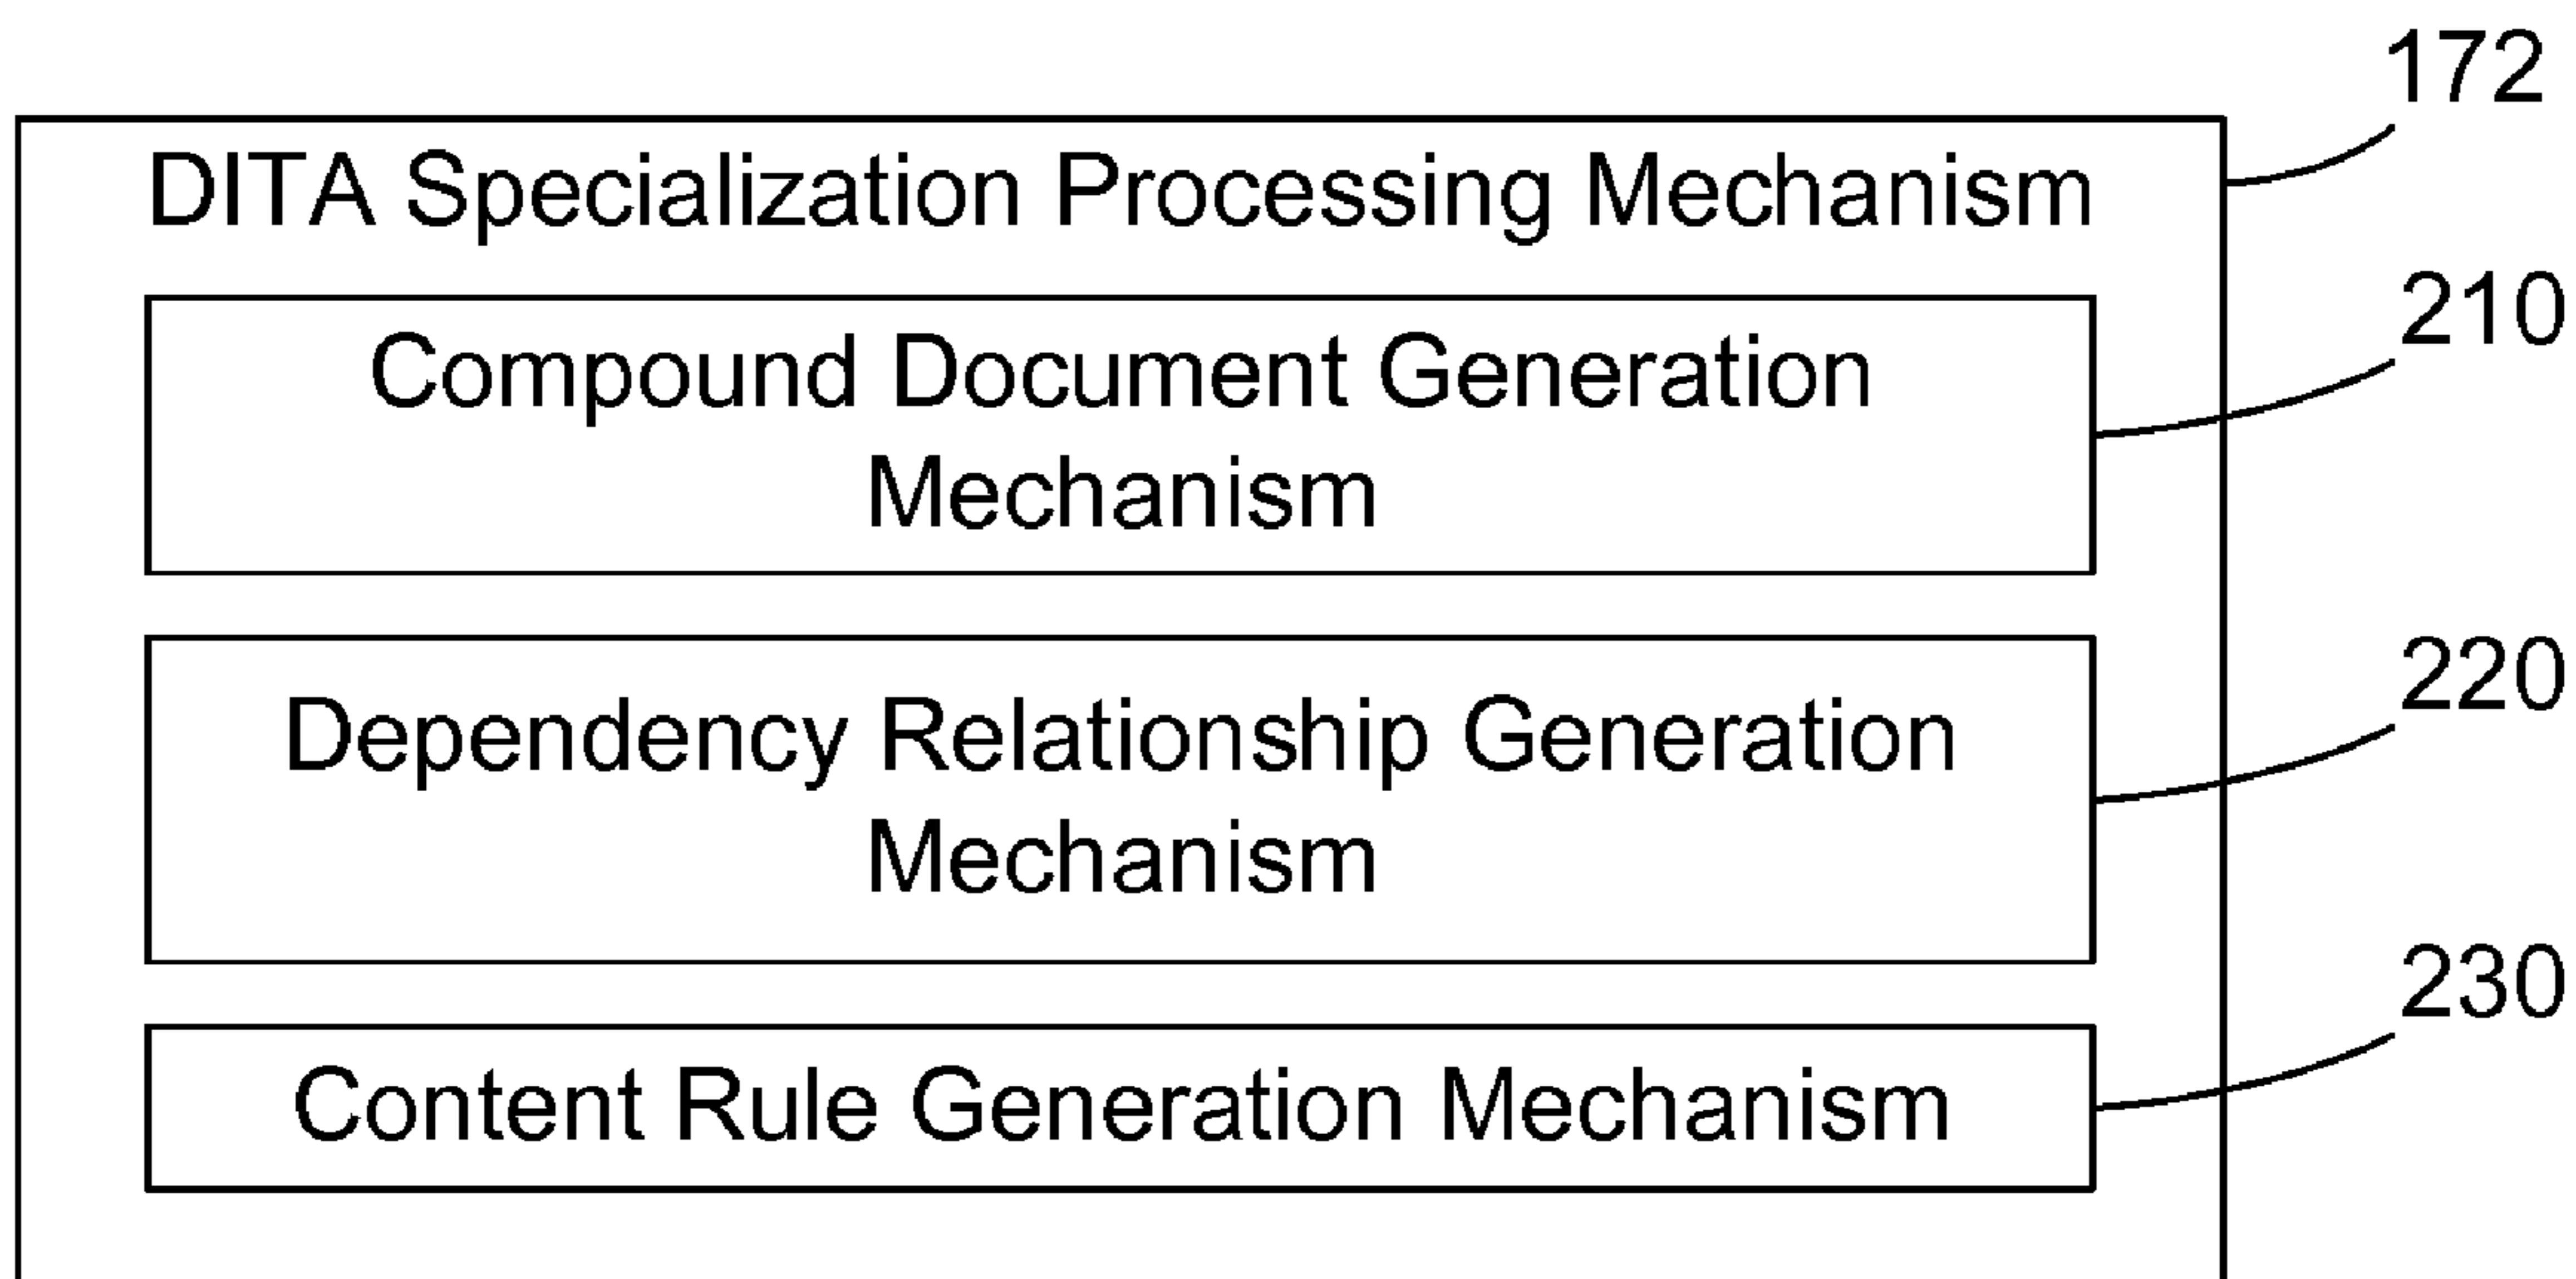 172
DITA Specialization Processing Mechanism
210
Compound Document Generation
Mechanism
220
Dependency Relationship Generation
Mechanism
230
Content Rule Generation Mechanism